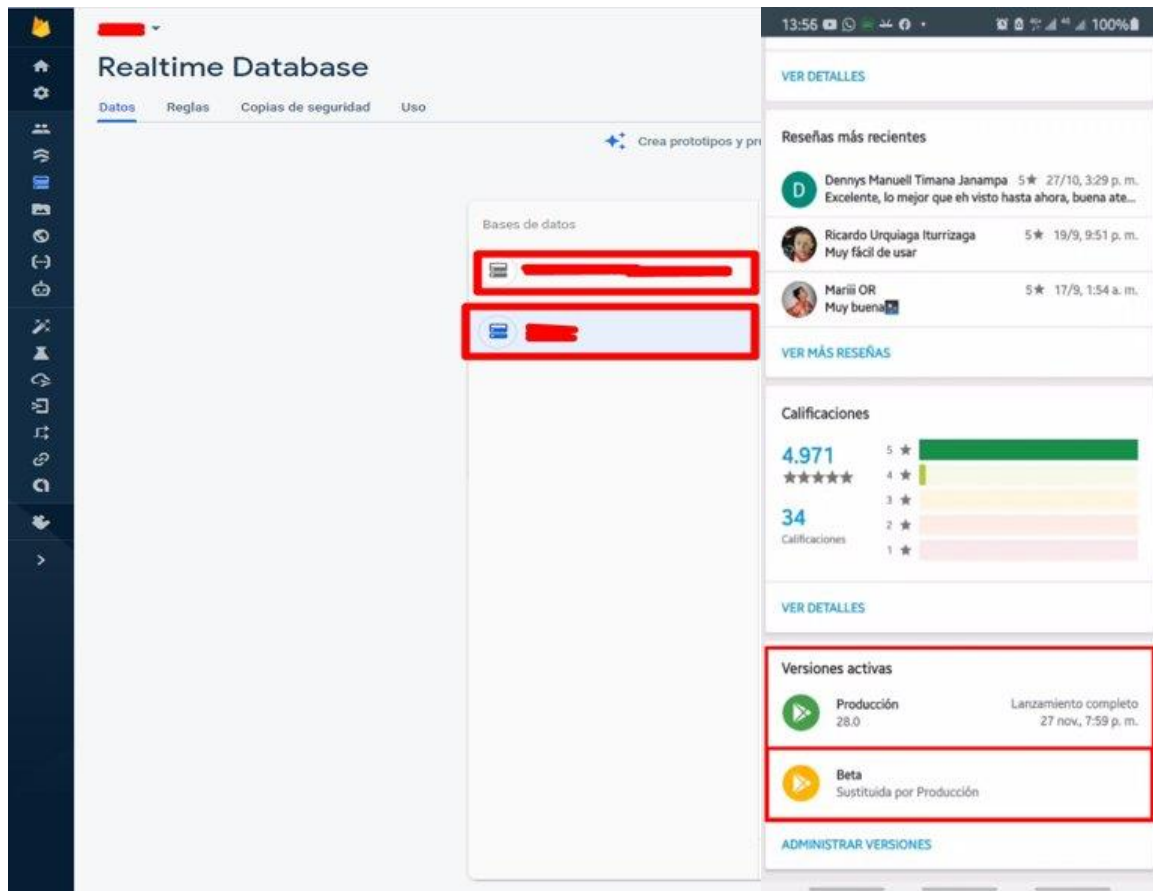 Realtime Database
Datos Reglas Copias de seguridad Uso
Crea prototipos y
Bases de datos
13:56 100%
VER DETALLES
Reseñas más recientes
D
Dennys Manuell Timana Janampa 5★ 27/10, 3:29 p. m.
Excelente, lo mejor que eh visto hasta ahora, buena ate...
Ricardo Urquiaga Iturrizaga 5★ 19/9, 9:51 p. m.
Muy fácil de usar
Mariii OR 5★ 17/9, 1:54 a. m.
Muy buena
VER MÁS RESEÑAS
Calificaciones
4.971
★★★★★
34
Calificaciones
5 ★
4 ★
3 ★
2 ★
1 ★
VER DETALLES
Versiones activas
Producción Lanzamiento completo
28.0 27 nov., 7:59 p. m.
Beta
Sustituida por Producción
ADMINISTRAR VERSIONES